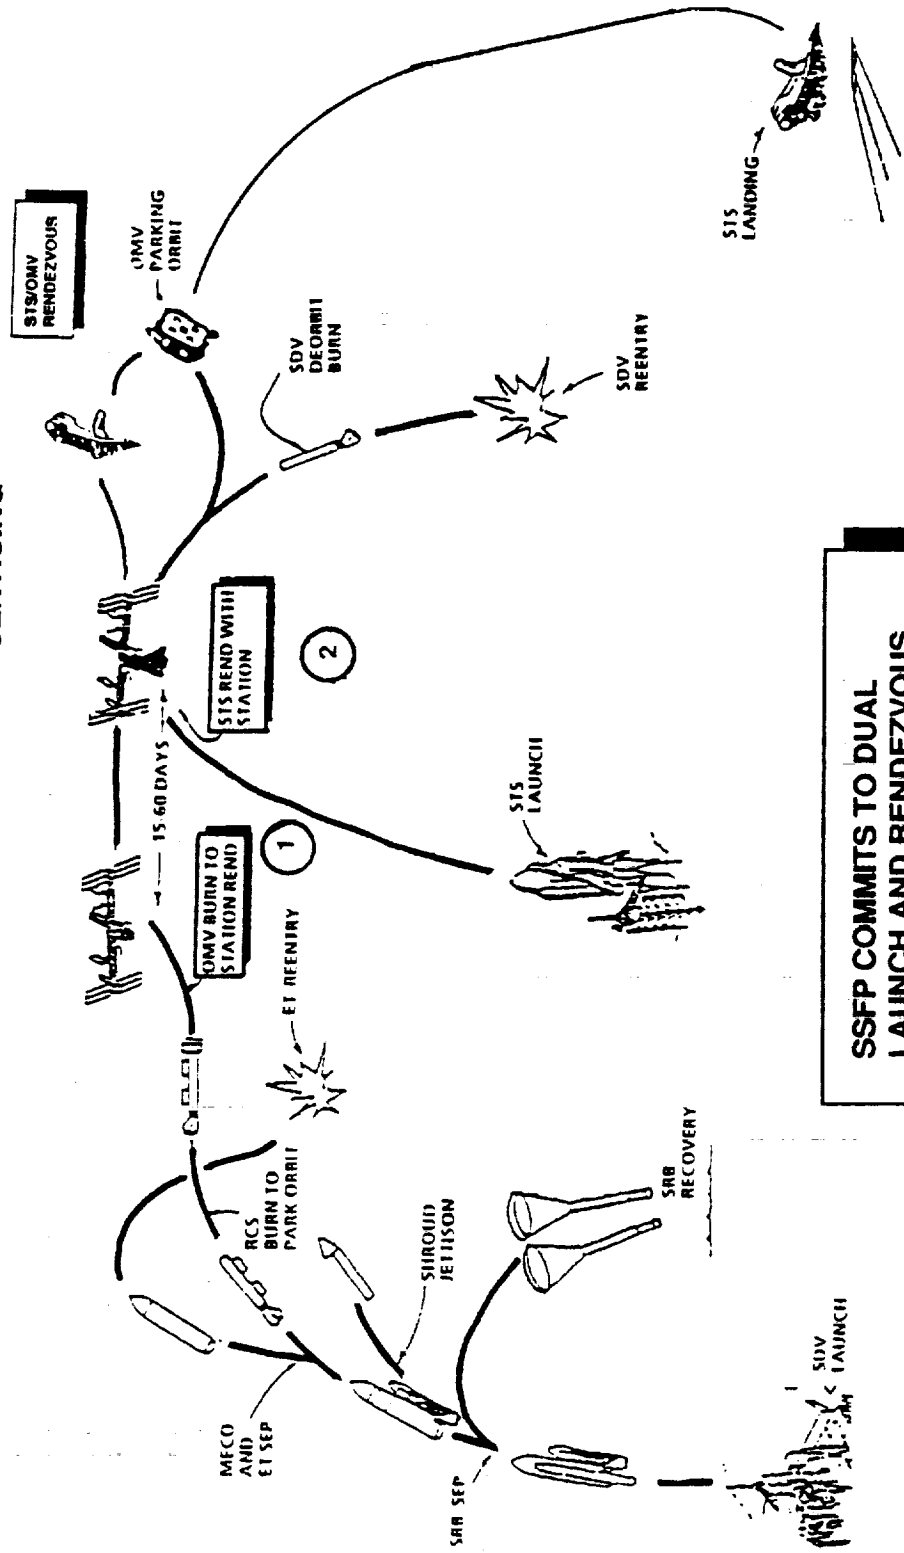 STS/OMV
RENDEZVOUR
OMV
PARKING
ORBIT
SDV
DEORBIT
BURN
SDV
REENTRY
STS
LANDING
15-60 DAYS
STS REND WITH
STATION
2
OMV BURN TO
STATION REND
1
STS
LAUNCH
ET REENTRY
RCS
BURN TO
PARK ORBIT
MECO
AND
ET SEP
SHROUD
JETTISON
SRB SEP
SRB
RECOVERY
SDV
LAUNCH
SSFP COMMITS TO DUAL
LAUNCH AND RENDEZVOUS